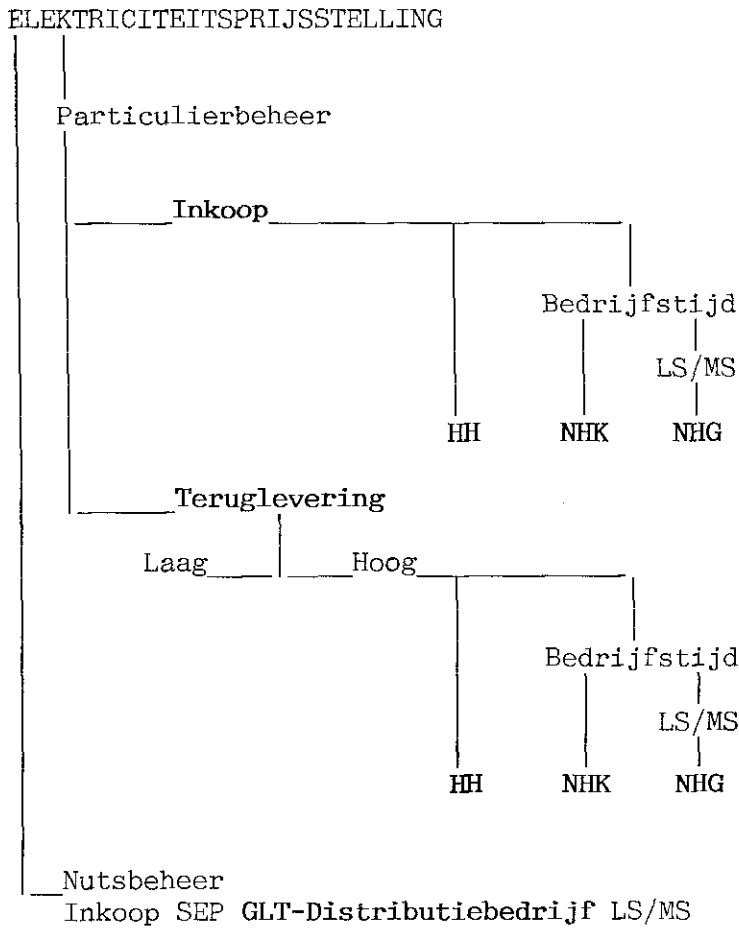 ELEKTRICITEITSPRIJSSTELLING
Particulierbeheer
Inkoop
Bedrijfstijd
LS/MS
HH NHK NHG
Teruglevering
Laag Hoog
Bedrijfstijd
LS/MS
HH NHK NHG
Nutsbeheer
Inkoop SEP GLT-Distributiebedrijf LS/MS